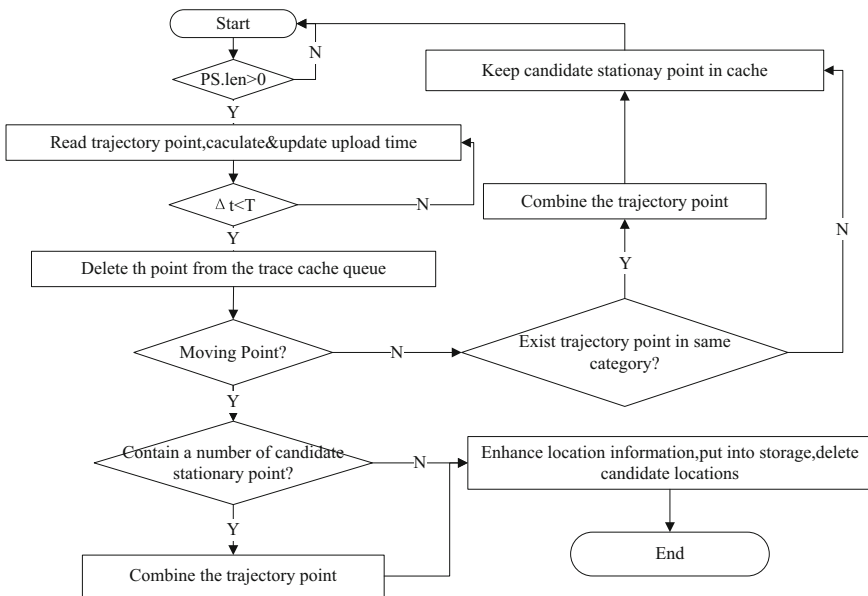 Start
N
PS.len>0
Keep candidate stationay point in cache
Y
Read trajectory point,caculate&update upload time
Δ t<T
N
Combine the trajectory point
N
Y
Delete th point from the trace cache queue
Y
Moving Point?
N
Exist trajectory point in same
category?
Y
Contain a number of candidate
stationary point?
N
Enhance location information,put into storage,delete
candidate locations
Y
Combine the trajectory point
End